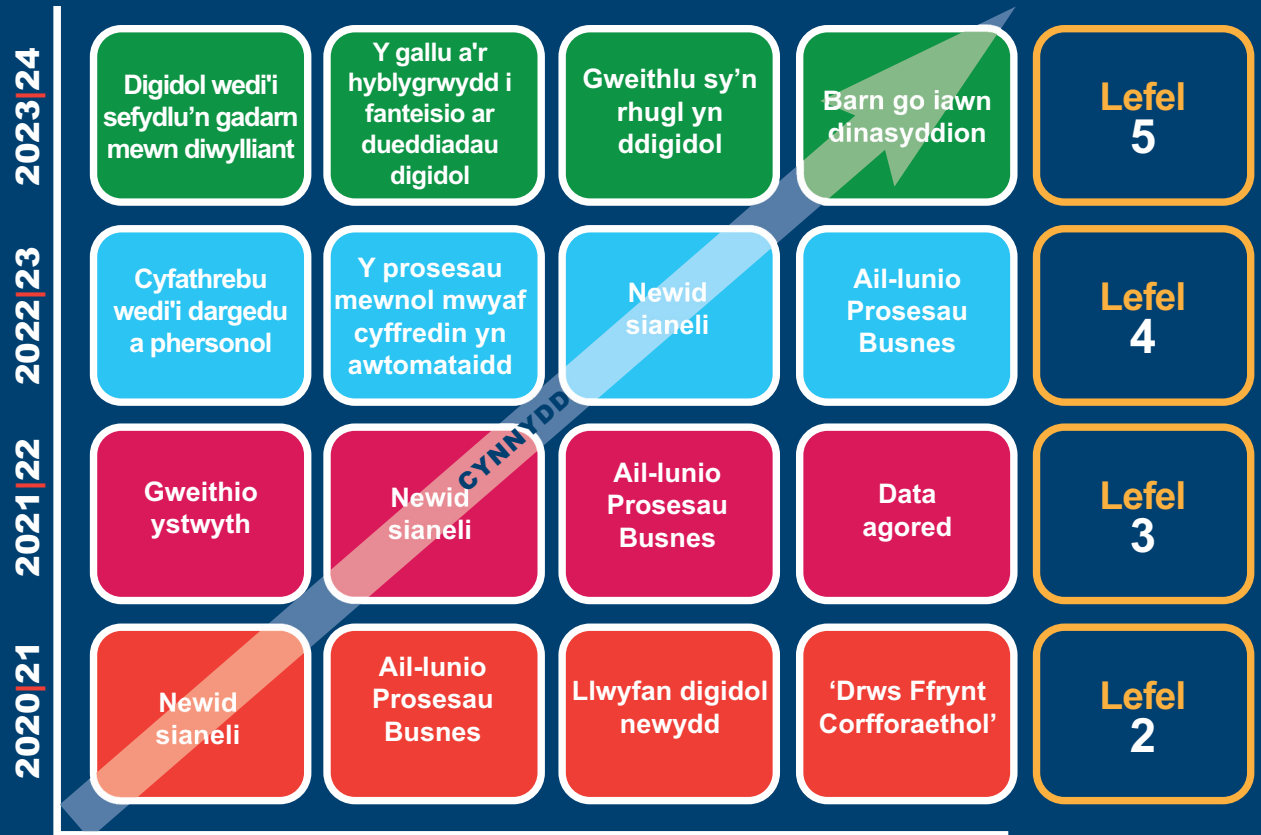 2023|24
Digidol wedi'i
sefydlu'n gadarn
mewn diwylliant
Y gallu a'r
hyblygrwydd i
fanteisio ar
dueddiadau
digidol
Gweithlu sy’n
rhugl yn
ddigidol
Barn go iawn
dinasyddion
Lefel
5
2022|23
Cyfathrebu
wedi'i dargedu
a phersonol
Y prosesau
mewnol mwyaf
cyffredin yn
awtomataidd
Newid
sianeli
Ail-lunio
Prosesau
Busnes
Lefel
4
CYNNYDD
2021|22
Gweithio
ystwyth
Newid
sianeli
Ail-lunio
Prosesau
Busnes
Data
agored
Lefel
3
2020|21
Newid
sianeli
Ail-lunio
Prosesau
Busnes
Llwyfan digidol
newydd
‘Drws Ffrynt
Corfforaethol’
Lefel
2